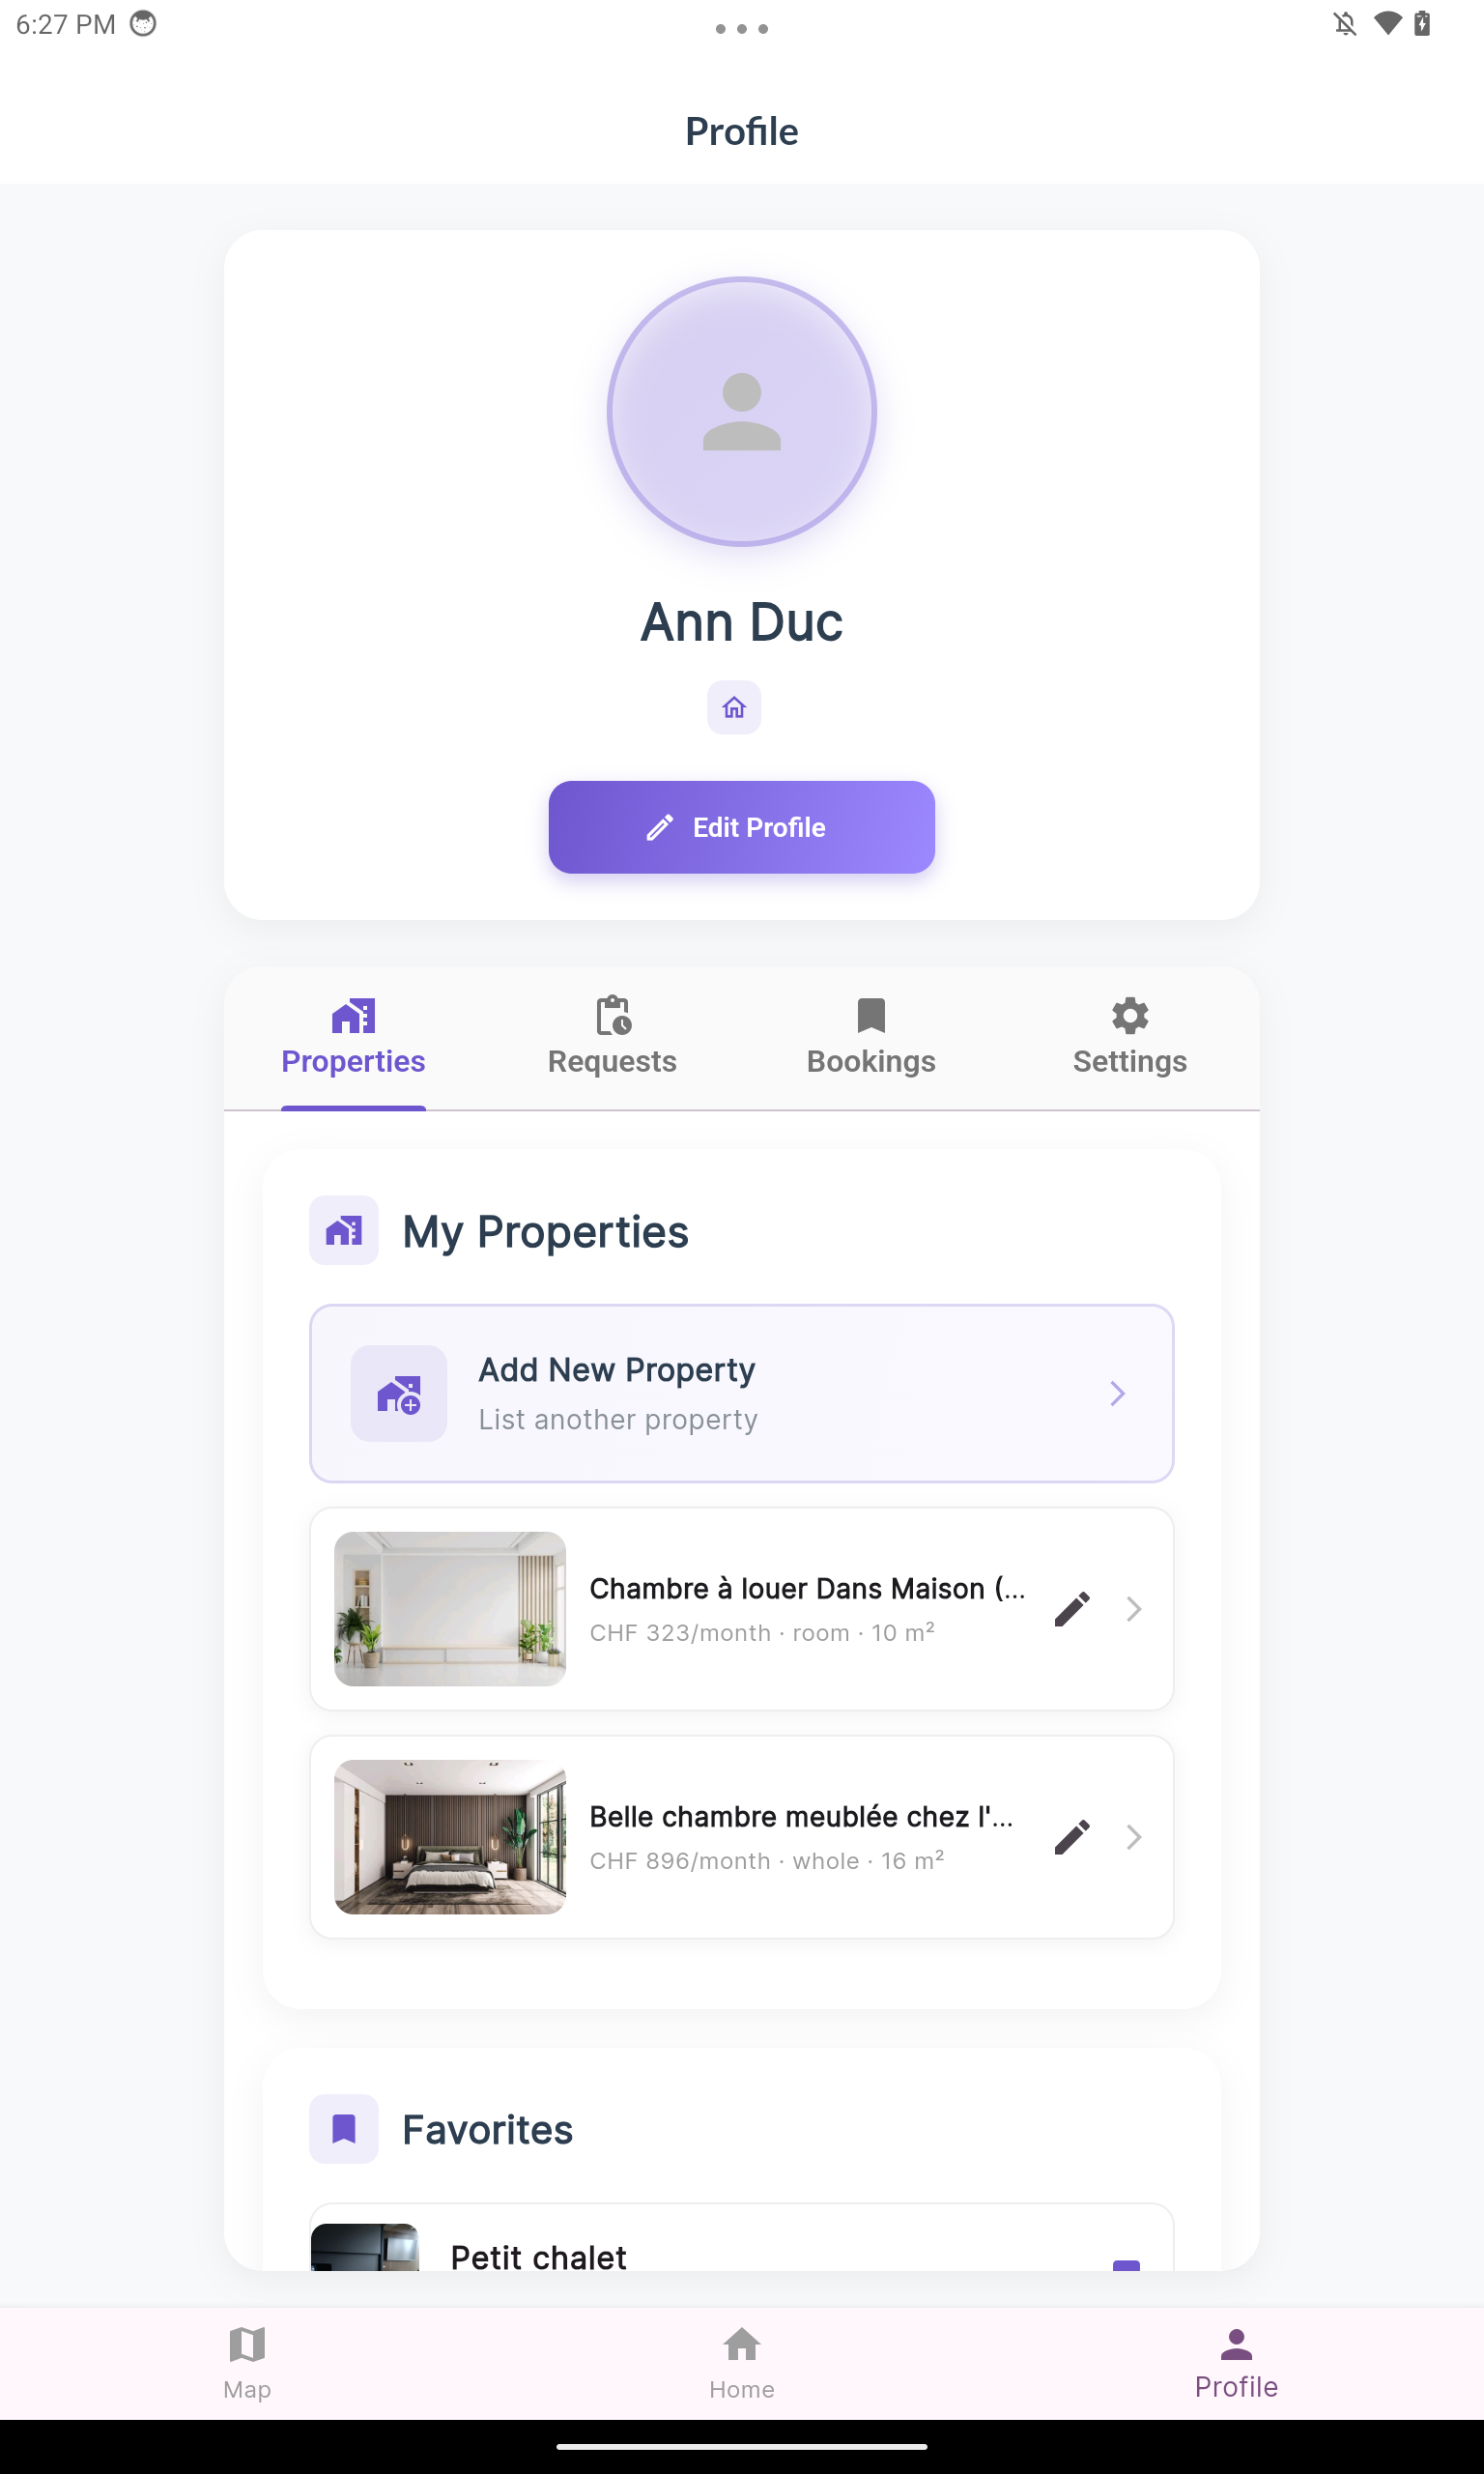 6:27 PM
Profile
Ann Duc
Edit Profile
Properties
Requests
Bookings
Settings
My Properties
Add New Property
List another property
Chambre à louer Dans Maison (...
CHF 323/month · room · 10 m²
Belle chambre meublée chez l'...
CHF 896/month · whole · 16 m²
Favorites
Petit chalet
Map
Home
Profile